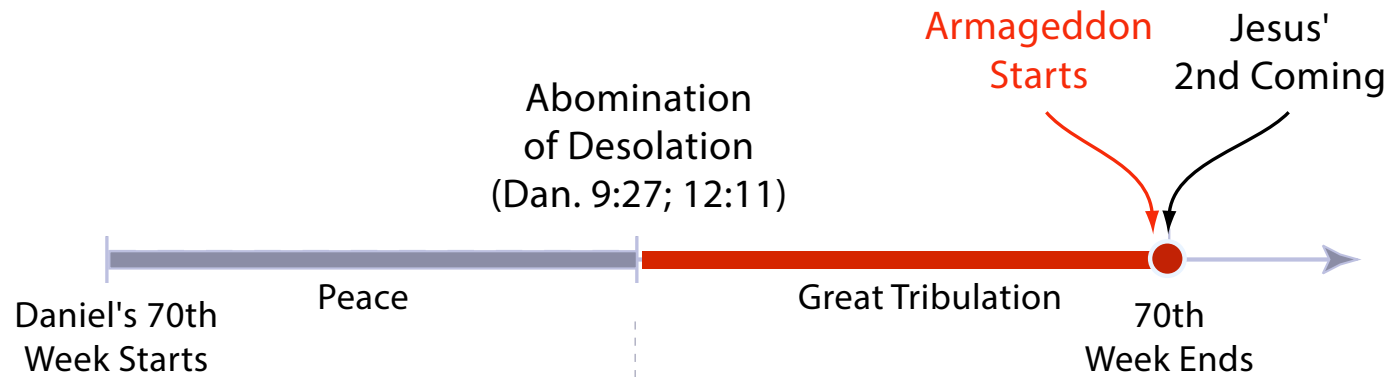 Armageddon
Starts
Jesus'
2nd Coming
Abomination
of Desolation
(Dan. 9:27; 12:11)
Peace
Great Tribulation
Daniel's 70th
Week Starts
70th
Week Ends